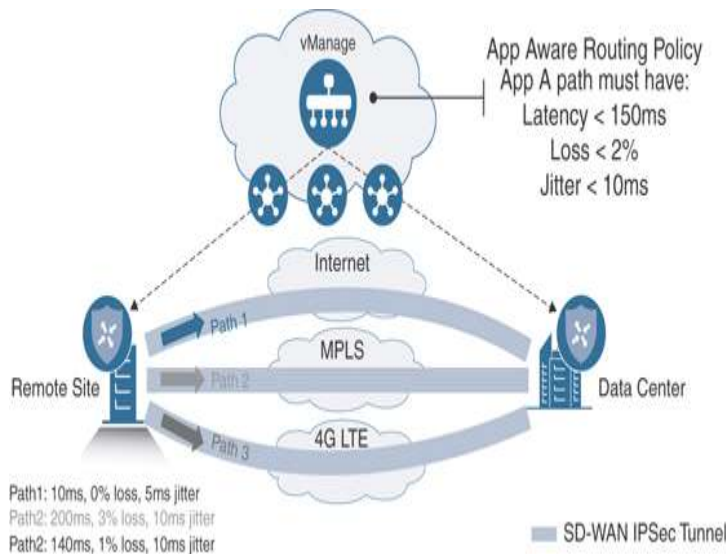 vManage
App Aware Routing Policy
App A path must have:
Latency < 150ms
Loss < 2%
Jitter < 10ms
Internet
Path 1
MPLS
Path 2
Remote Site
Data Center
4G LTE
Path 3
Path1: 10ms, 0% loss, 5ms jitter
Path2: 200ms, 3% loss, 10ms jitter
Path2: 140ms, 1% loss, 10ms jitter
SD-WAN IPSec Tunnel